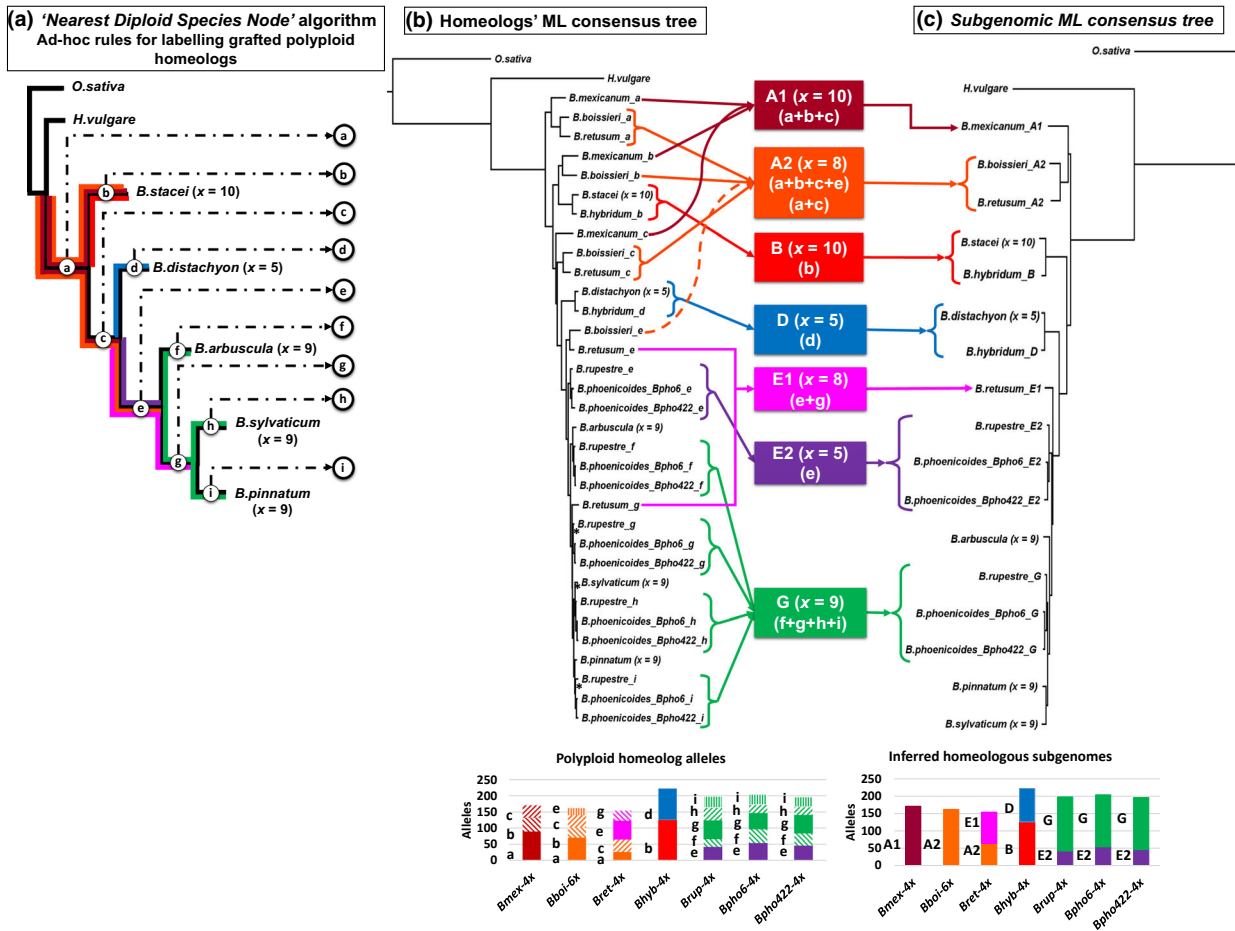 (a) 'Nearest Diploid Species Node' algorithm
Ad-hoc rules for labelling grafted polyploid
homeologs
O.sativa
H.vulgare
a
b
B.stacei (x = 10)
c
d
B.distachyon (x = 5)
e
f
B.arbuscula (x = 9)
g
h
B.sylvaticum
(x = 9)
i
B.pinnatum
(x = 9)
a
b
c
d
e
f
g
h
i
(b) Homeologs' ML consensus tree
O.sativa
H.vulgare
B.mexicanum_a
B.boissieri_a
B.retusum_a
B.mexicanum_b
B.boissieri_b
B.stacei (x = 10)
B.hybridum_b
B.mexicanum_c
B.boissieri_c
B.retusum_c
B.distachyon (x = 5)
B.hybridum_d
B.boissieri_e
B.retusum_e
B.rupestre_e
B.phoenicoides_Bpho6_e
B.phoenicoides_Bpho422_e
B.arbuscula (x = 9)
B.rupestre_f
B.phoenicoides_Bpho6_f
B.phoenicoides_Bpho422_f
B.retusum_g
B.rupestre_g
*
B.phoenicoides_Bpho6_g
B.phoenicoides_Bpho422_g
B.sylvaticum (x = 9)
*
B.rupestre_h
B.phoenicoides_Bpho6_h
B.phoenicoides_Bpho422_h
B.pinnatum (x = 9)
B.rupestre_i
*
B.phoenicoides_Bpho6_i
B.phoenicoides_Bpho422_i
A1 (x = 10)
(a+b+c)
A2 (x = 8)
(a+b+c+e)
(a+c)
B (x = 10)
(b)
D (x = 5)
(d)
E1 (x = 8)
(e+g)
E2 (x = 5)
(e)
G (x = 9)
(f+g+h+i)
(c) Subgenomic ML consensus tree
O.sativa
H.vulgare
B.mexicanum_A1
B.boissieri_A2
B.retusum_A2
B.stacei (x = 10)
B.hybridum_B
B.distachyon (x = 5)
B.hybridum_D
B.retusum_E1
B.rupestre_E2
B.phoenicoides_Bpho6_E2
B.phoenicoides_Bpho422_E2
B.arbuscula (x = 9)
B.rupestre_G
B.phoenicoides_Bpho6_G
B.phoenicoides_Bpho422_G
B.pinnatum (x = 9)
B.sylvaticum (x = 9)
Polyploid homeolog alleles
Alleles
250
200
150
100
50
0
c
b
a
e
c
b
a
g
e
c
a
d
b
i
h
g
f
e
i
h
g
f
e
i
h
g
f
e
Bmex-4x
Bboi-6x
Bret-4x
Bhyb-4x
Brup-4x
Bpho6-4x
Bpho422-4x
Inferred homeologous subgenomes
Alleles
250
200
150
100
50
0
A1
A2
E1
A2
D
B
G
E2
G
E2
G
E2
Bmex-4x
Bboi-6x
Bret-4x
Bhyb-4x
Brup-4x
Bpho6-4x
Bpho422-4x